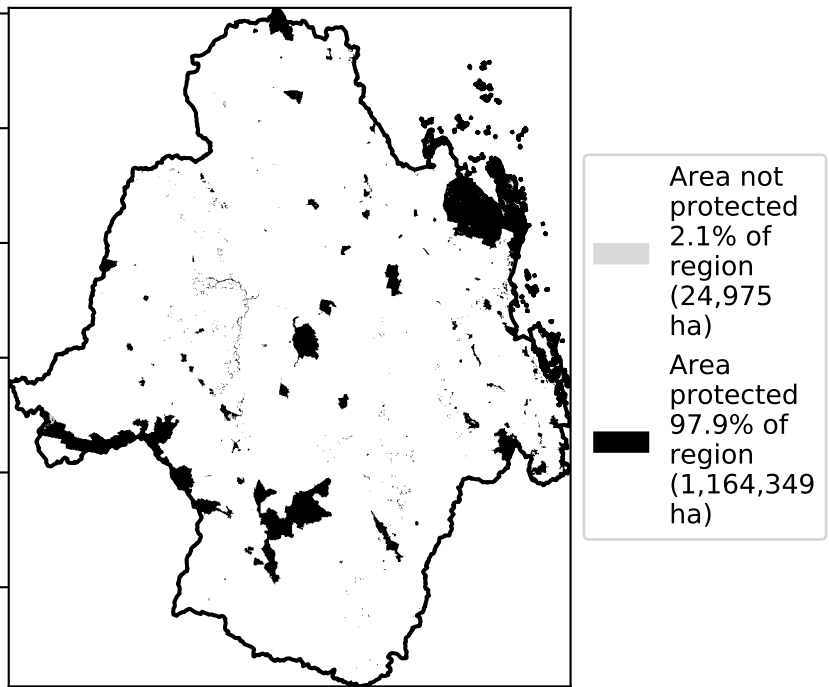 Area not
protected
2.1% of
region
(24,975
ha)
Area
protected
97.9% of
region
(1,164,349
ha)